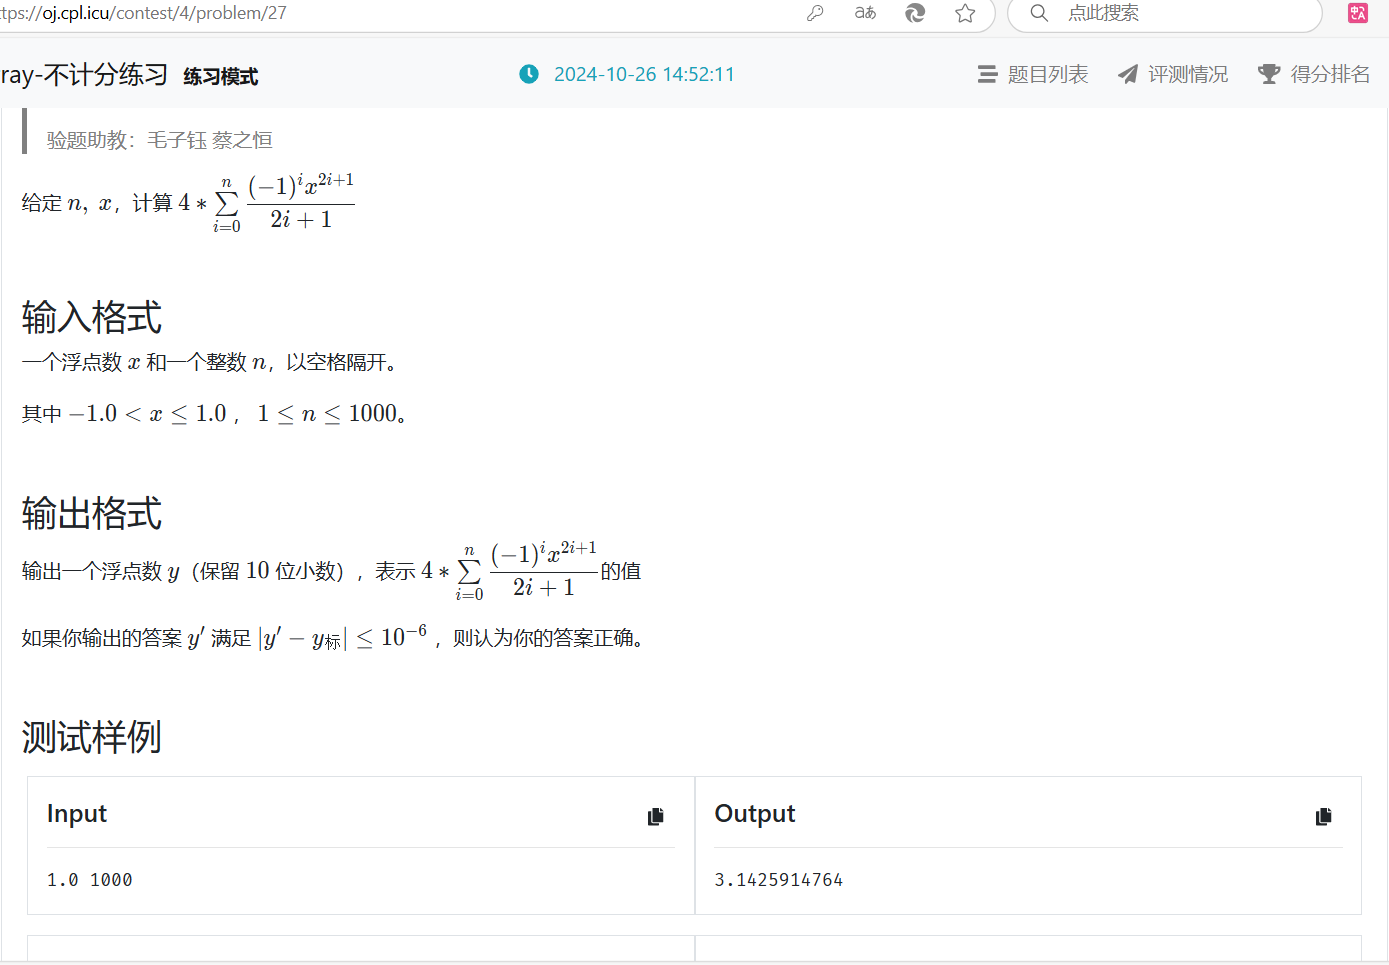 ttps://oj.cpl.icu/contest/4/problem/27 aあ 点此搜索
ray-不计分练习 练习模式 2024-10-26 14:52:11 题目列表 评测情况 得分排名
验题助教：毛子钰 蔡之恒
给定 n, x，计算 4 * \sum_{i=0}^{n} \frac{(-1)^i x^{2i+1}}{2i+1}
输入格式
一个浮点数 x 和一个整数 n，以空格隔开。
其中 −1.0 < x ≤ 1.0 ， 1 ≤ n ≤ 1000。
输出格式
输出一个浮点数 y（保留 10 位小数），表示 4 * \sum_{i=0}^{n} \frac{(-1)^i x^{2i+1}}{2i+1} 的值
如果你输出的答案 y′ 满足 |y′ − y标| ≤ 10^{−6} ，则认为你的答案正确。
测试样例
Input Output
1.0 1000 3.1425914764